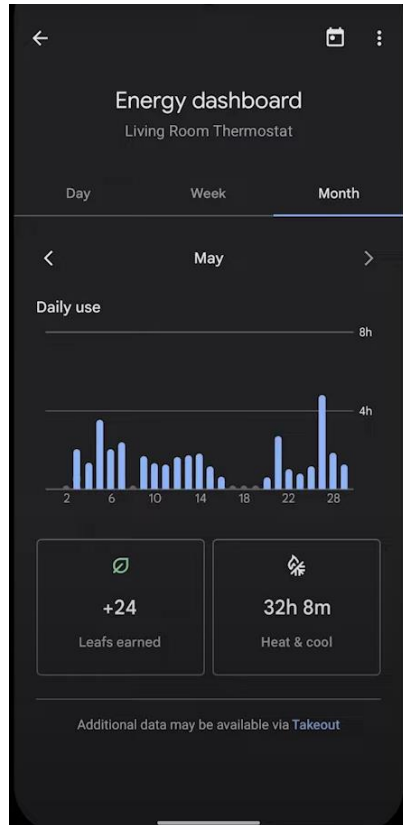 Energy dashboard
Living Room Thermostat
Day Week Month
May
Daily use
8h
4h
2 6 10 14 18 22 28
+24 32h 8m
Leafs earned Heat & cool
Additional data may be available via Takeout